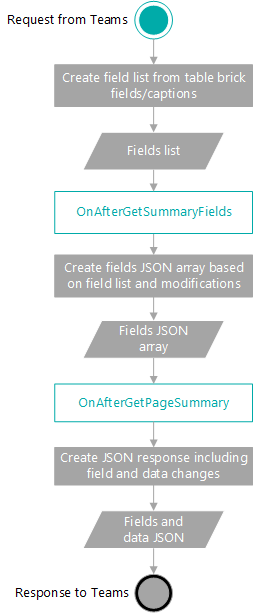 Request from Teams
Create field list from table brick
fields/captions
Fields list
OnAfterGetSummaryFields
Create fields JSON array based
on field list and modifications
Fields JSON
array
OnAfterGetPageSummary
Create JSON response including
field and data changes
Fields and
data JSON
Response to Teams